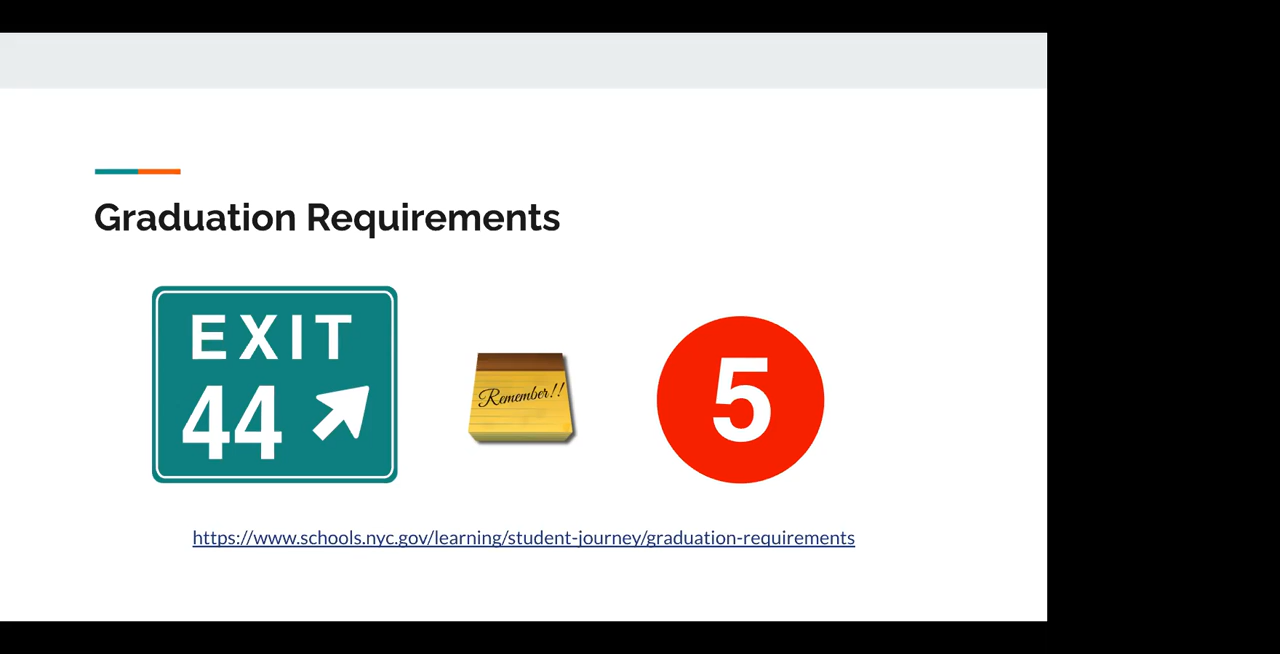 Graduation Requirements
EXIT
44
Remember!!
5
https://www.schools.nyc.gov/learning/student-journey/graduation-requirements